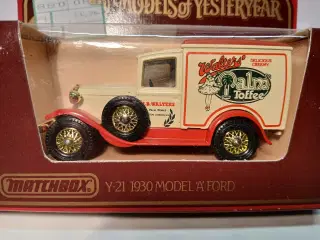 MODELS of YESTERYEAR
Walters'
DELICIOUS
CREAMY
Palm
Toffee
MATCHBOX
Y-21 1930 MODEL 'A' FORD